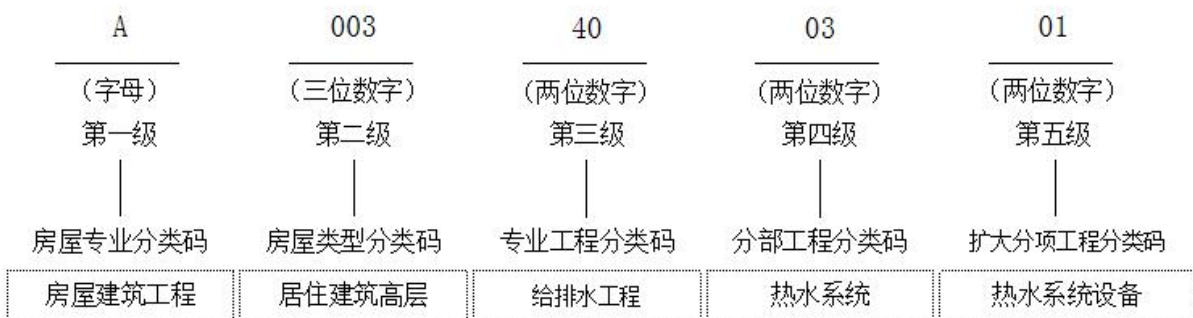 A 003 40 03 01
（字母） （三位数字） （两位数字） （两位数字） （两位数字）
第一级 第二级 第三级 第四级 第五级
房屋专业分类码 房屋类型分类码 专业工程分类码 分部工程分类码 扩大分项工程分类码
房屋建筑工程 居住建筑高层 给排水工程 热水系统 热水系统设备